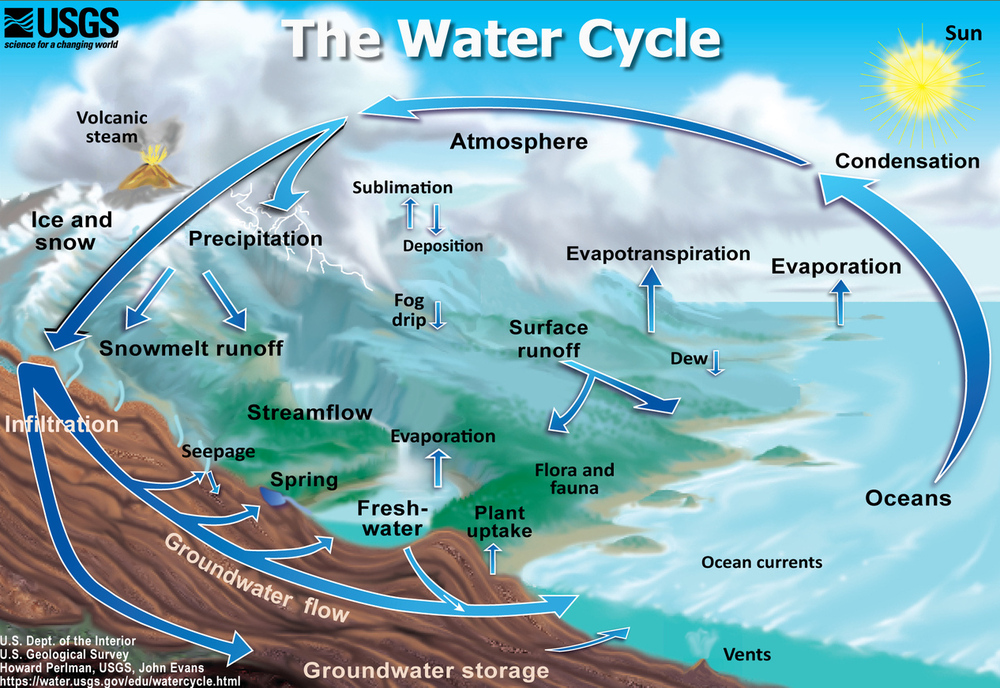 USGS
science for a changing world
The Water Cycle
Sun
Volcanic
steam
Atmosphere
Condensation
Sublimation
Ice and
snow
Precipitation
Deposition
Evapotranspiration
Evaporation
Fog
drip
Surface
runoff
Snowmelt runoff
Dew
Streamflow
Infiltration
Evaporation
Seepage
Spring
Flora and
fauna
Oceans
Fresh-
water
Plant
uptake
Ocean currents
Groundwater flow
Vents
Groundwater storage
U.S. Dept. of the Interior
U.S. Geological Survey
Howard Perlman, USGS, John Evans
https://water.usgs.gov/edu/watercycle.html